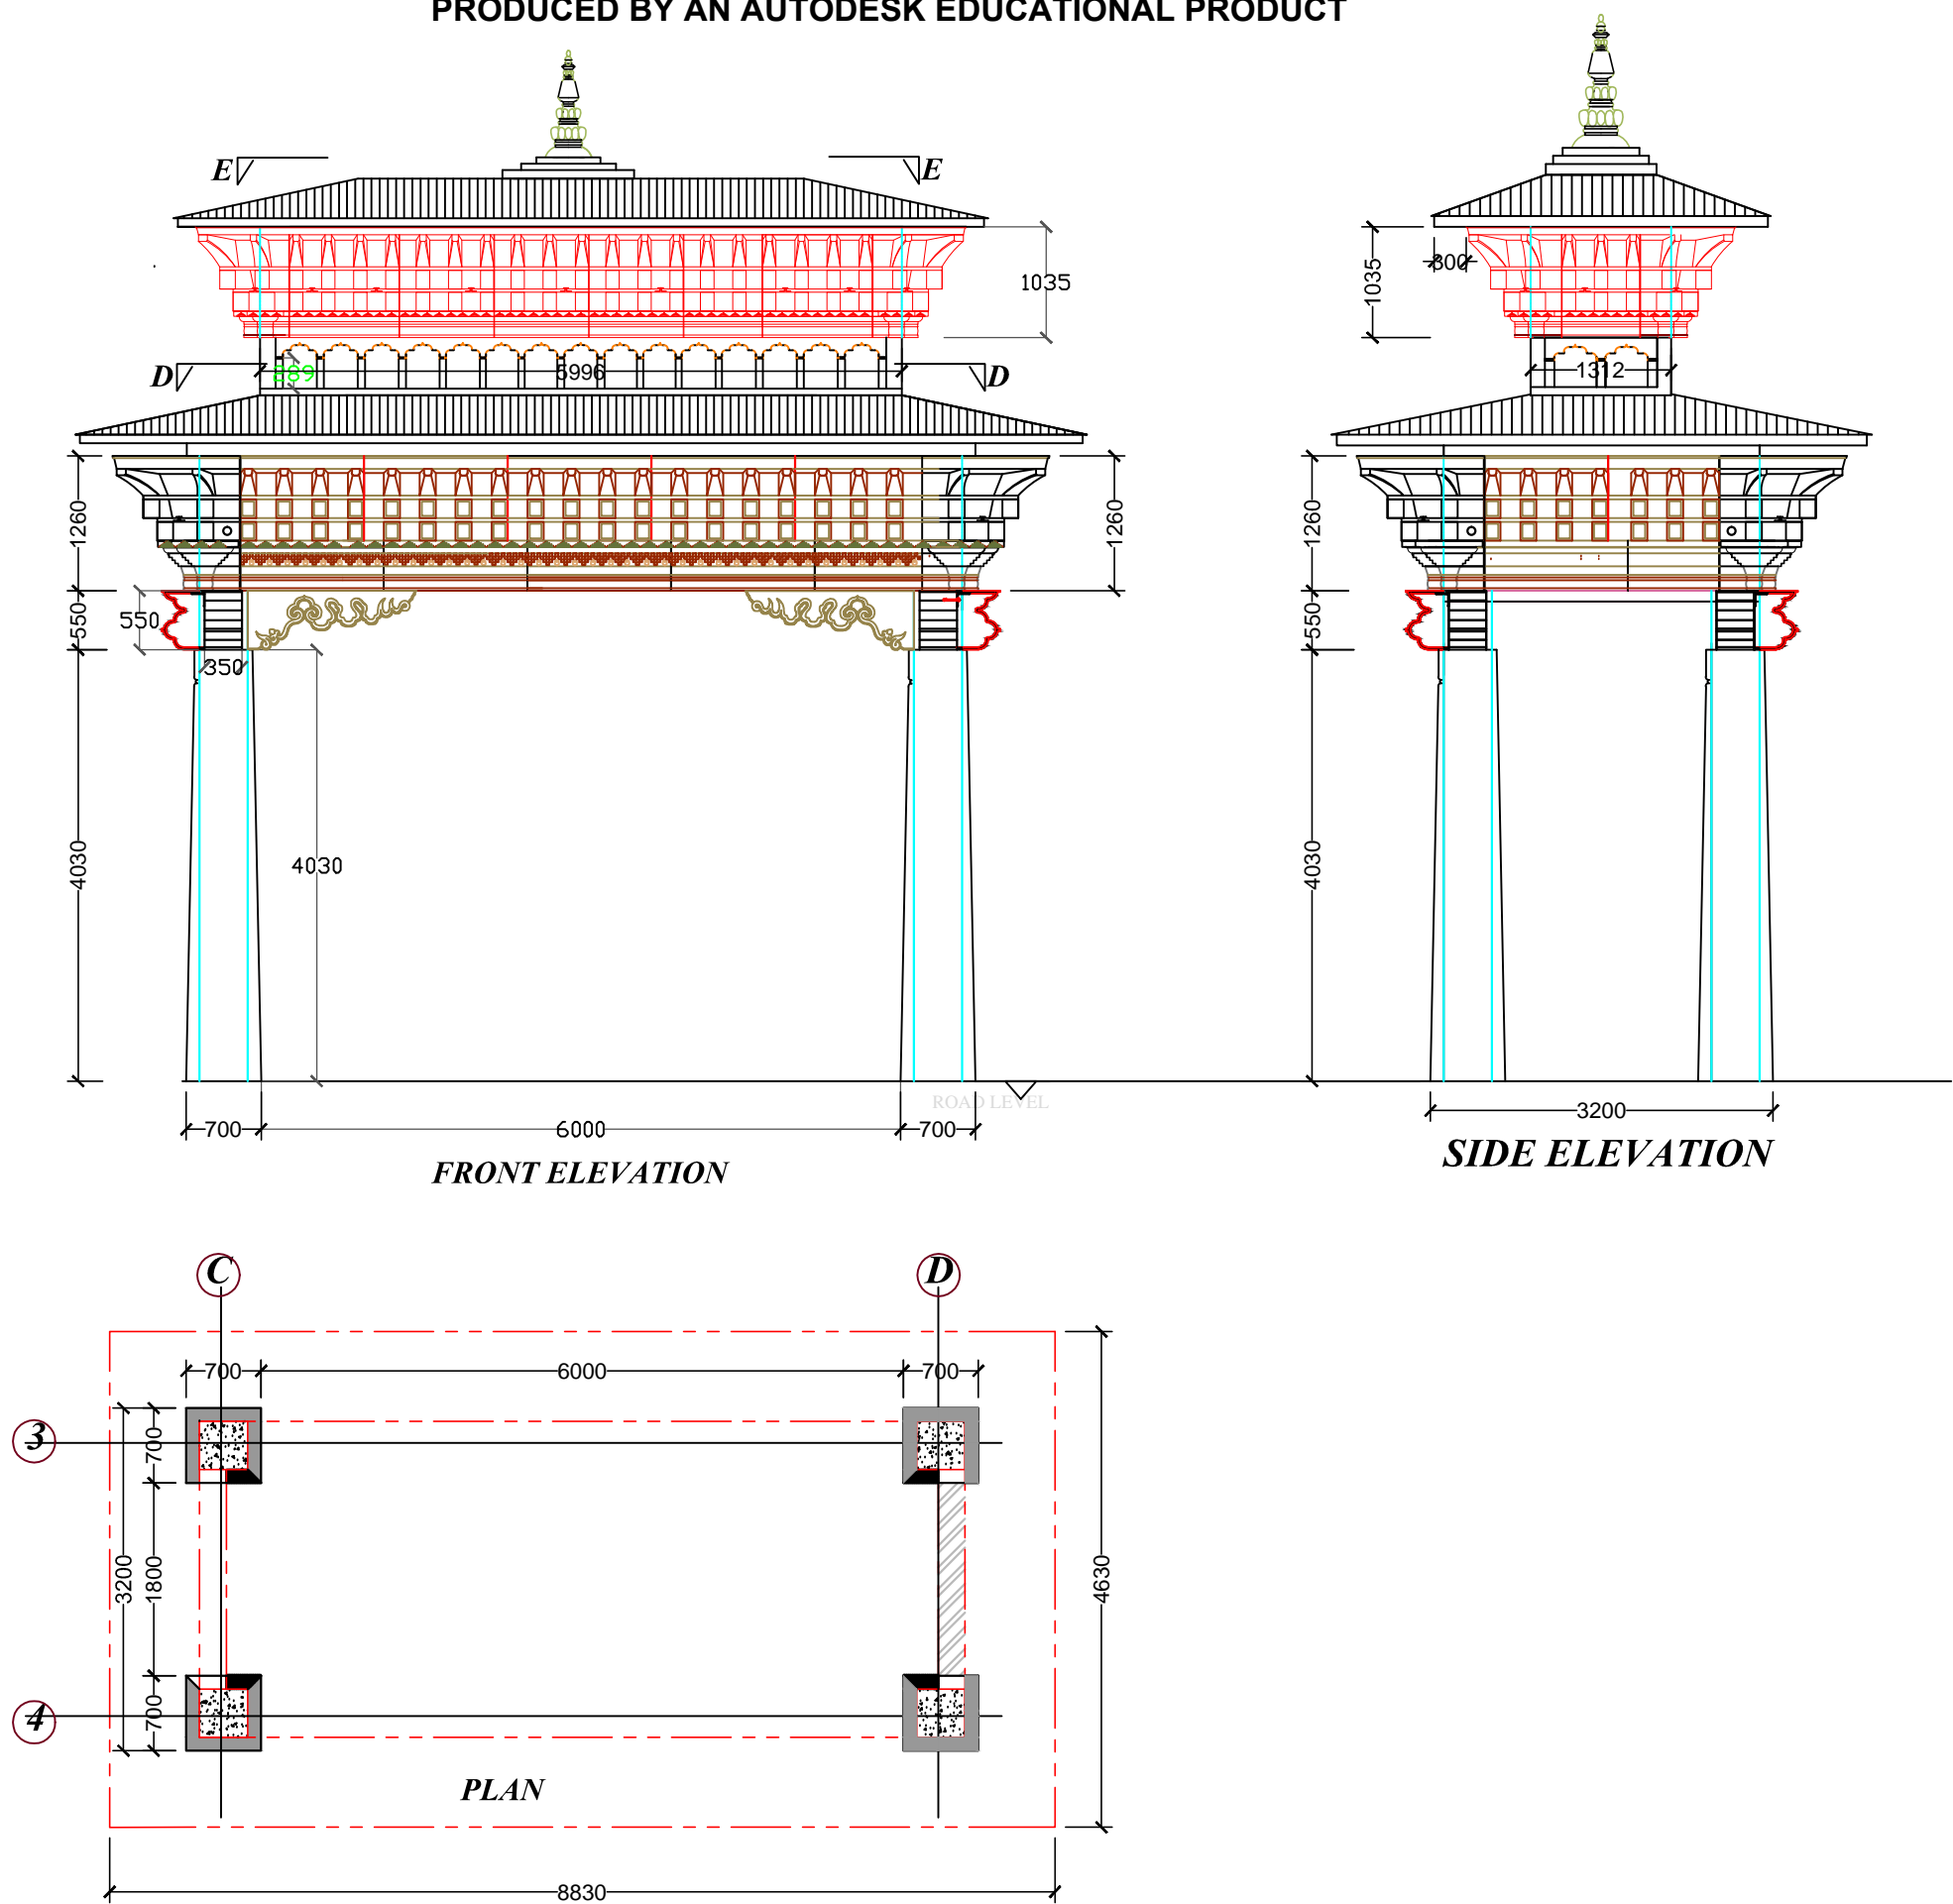 PRODUCED BY AN AUTODESK EDUCATIONAL PRODUCT
E
E
1035
1035
300
D
289
5996
D
1312
1260
1260
1260
550
550
550
350
4030
4030
4030
ROAD LEVEL
700
6000
700
3200
FRONT ELEVATION
SIDE ELEVATION
C
D
700
6000
700
3
700
3200
1800
4630
4
700
PLAN
8830